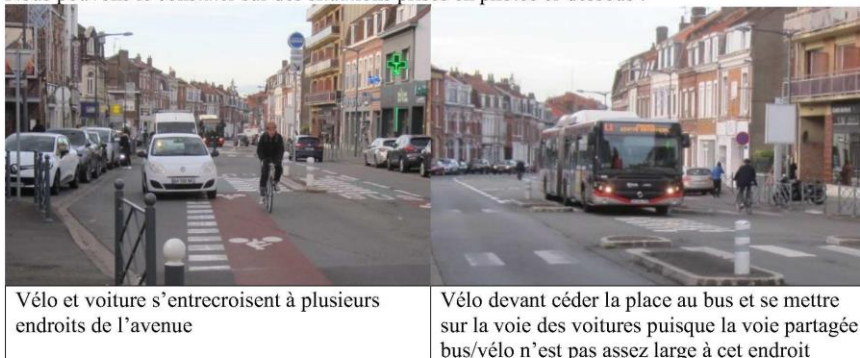 Vélo et voiture s’entrecroisent à plusieurs
endroits de l’avenue
Vélo devant céder la place au bus et se mettre
sur la voie des voitures puisque la voie partagée
bus/vélo n’est pas assez large à cet endroit